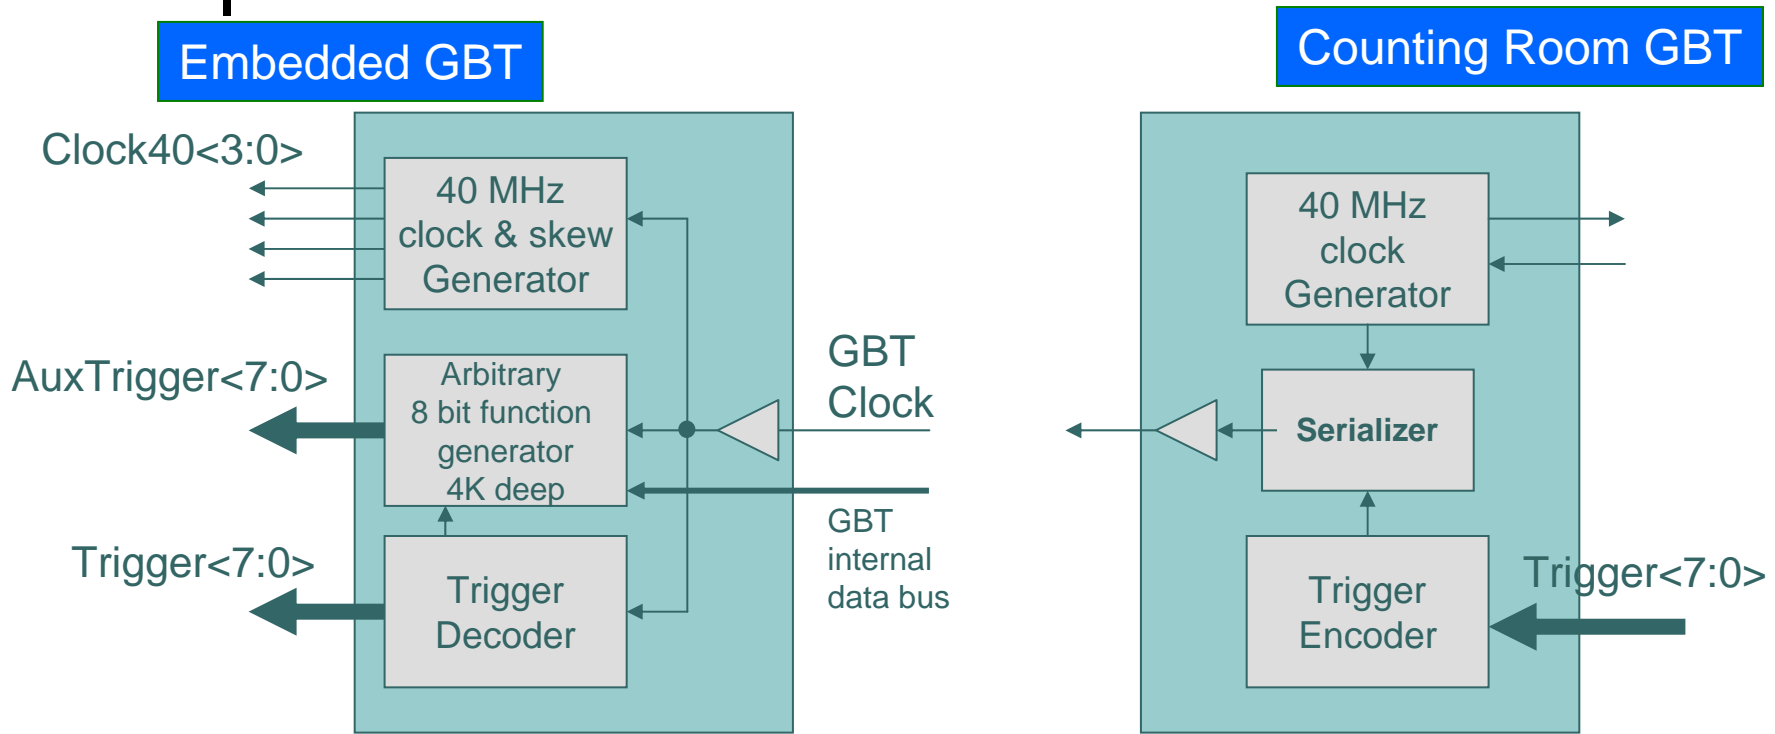 Embedded GBT
Counting Room GBT
Clock40<3:0>
40 MHz
clock & skew
Generator
AuxTrigger<7:0>
Arbitrary
8 bit function
generator
4K deep
GBT
Clock
GBT
internal
data bus
Trigger<7:0>
Trigger
Decoder
40 MHz
clock
Generator
Serializer
Trigger
Encoder
Trigger<7:0>